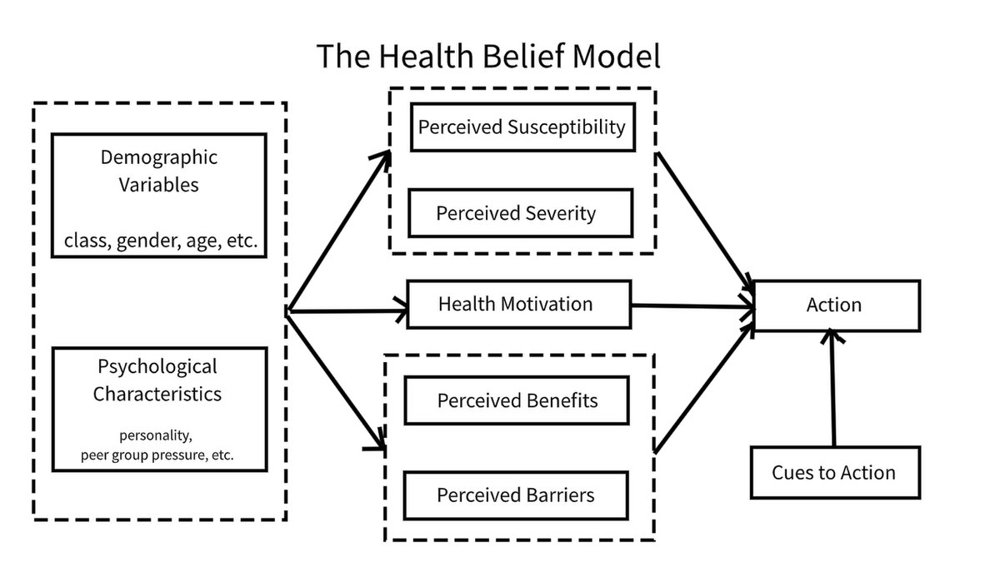 The Health Belief Model
Demographic
Variables
class, gender, age, etc.
Psychological
Characteristics
personality,
peer group pressure, etc.
Perceived Susceptibility
Perceived Severity
Health Motivation
Perceived Benefits
Perceived Barriers
Action
Cues to Action